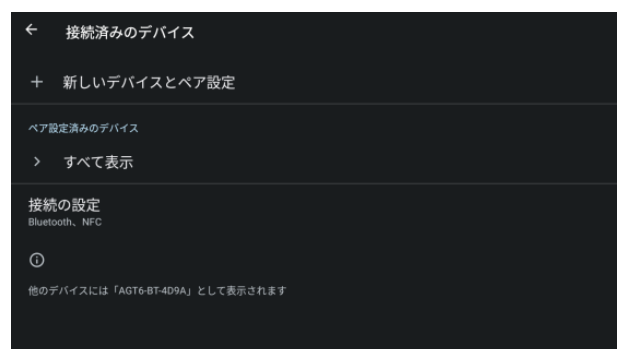 接続済みのデバイス
新しいデバイスとペア設定
ペア設定済みのデバイス
すべて表示
接続の設定
Bluetooth、NFC
他のデバイスには「AGT6-BT-4D9A」として表示されます